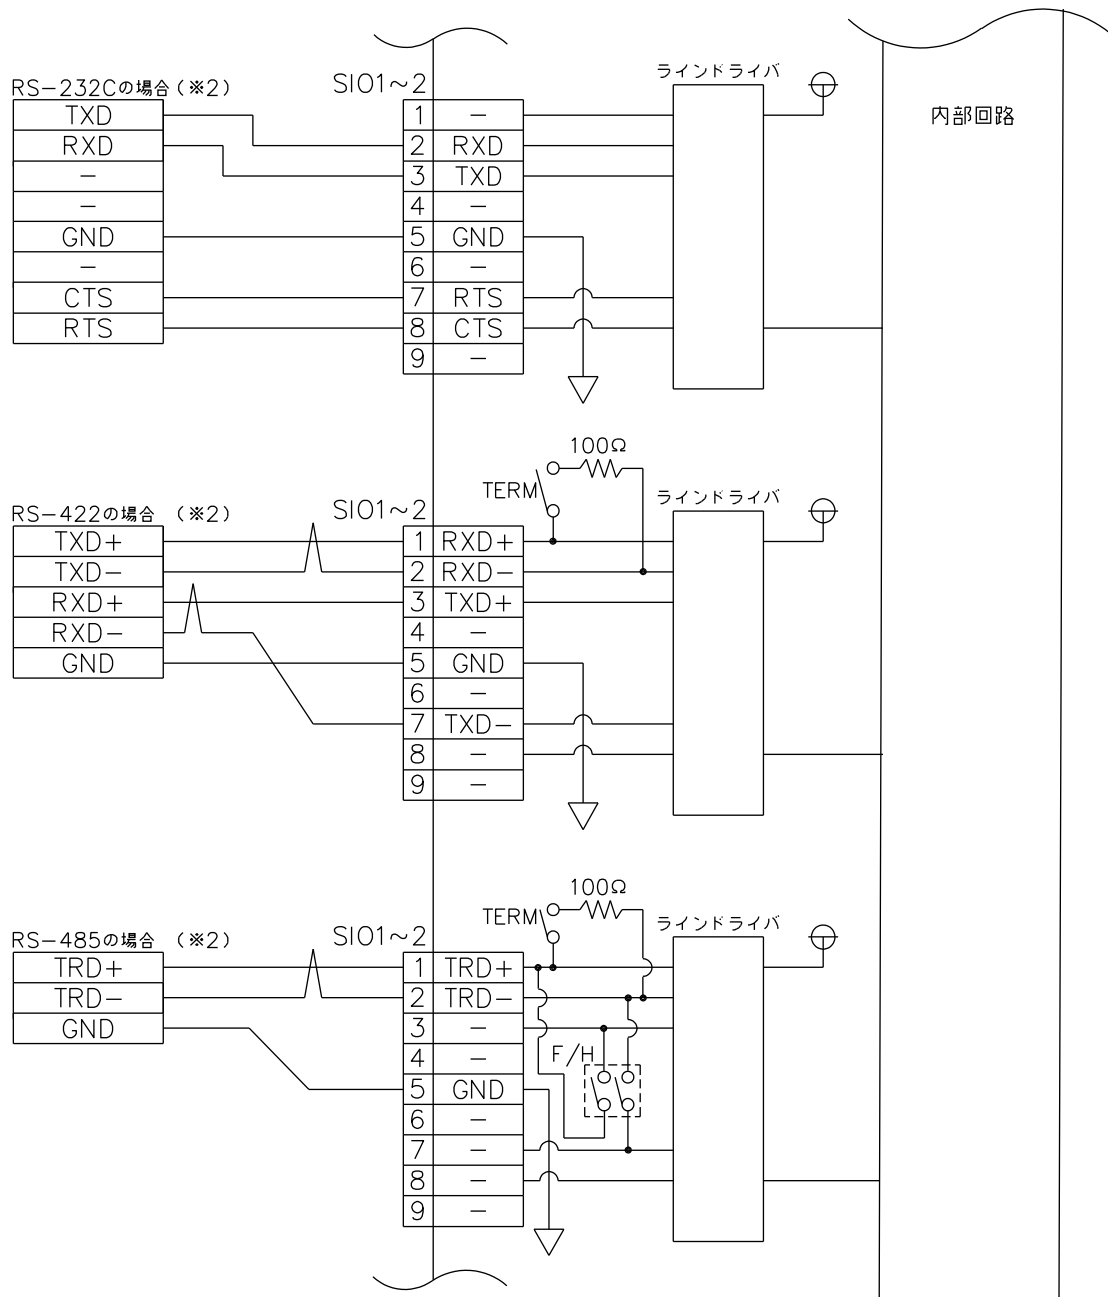 RS-232Cの場合(※2)
SIO1~2
ラインドライバ
内部回路
TXD 1 -
RXD 2 RXD
- 3 TXD
- 4 -
GND 5 GND
- 6 -
CTS 7 RTS
RTS 8 CTS
9 -
RS-422の場合 (※2)
SIO1~2
TERM
100Ω
ラインドライバ
TXD+ 1 RXD+
TXD- 2 RXD-
RXD+ 3 TXD+
RXD- 4 -
GND 5 GND
6 -
7 TXD-
8 -
9 -
RS-485の場合 (※2)
SIO1~2
TERM
100Ω
ラインドライバ
TRD+ 1 TRD+
TRD- 2 TRD-
GND 3 -
4 -
F/H
5 GND
6 -
7 -
8 -
9 -